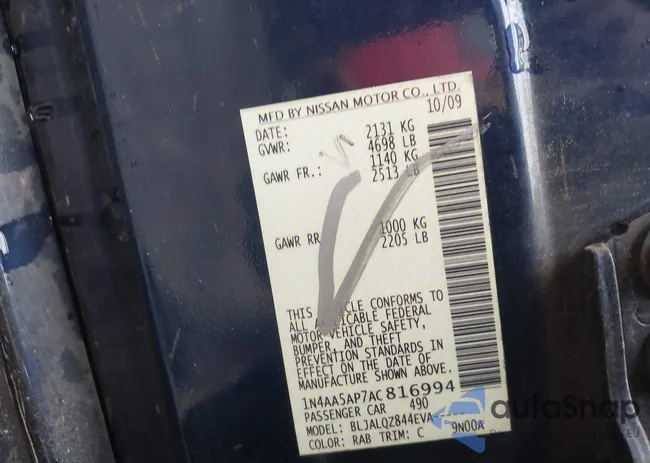 MFD BY NISSAN MOTOR CO., LTD.
DATE: 10/09
GVWR: 2131 KG
4698 LB
GAWR FR.: 1140 KG
2513 LB
GAWR RR 1000 KG
2205 LB
THIS VEHICLE CONFORMS TO
ALL APPLICABLE FEDERAL
MOTOR VEHICLE SAFETY,
BUMPER, AND THEFT
PREVENTION STANDARDS IN
EFFECT ON THE DATE OF
MANUFACTURE SHOWN ABOVE.
1N4AA5AP7AC816994
PASSENGER CAR 490
MODEL: BLJALQZ844EVA-
COLOR: RAB TRIM: C 9N00A
autoSnap